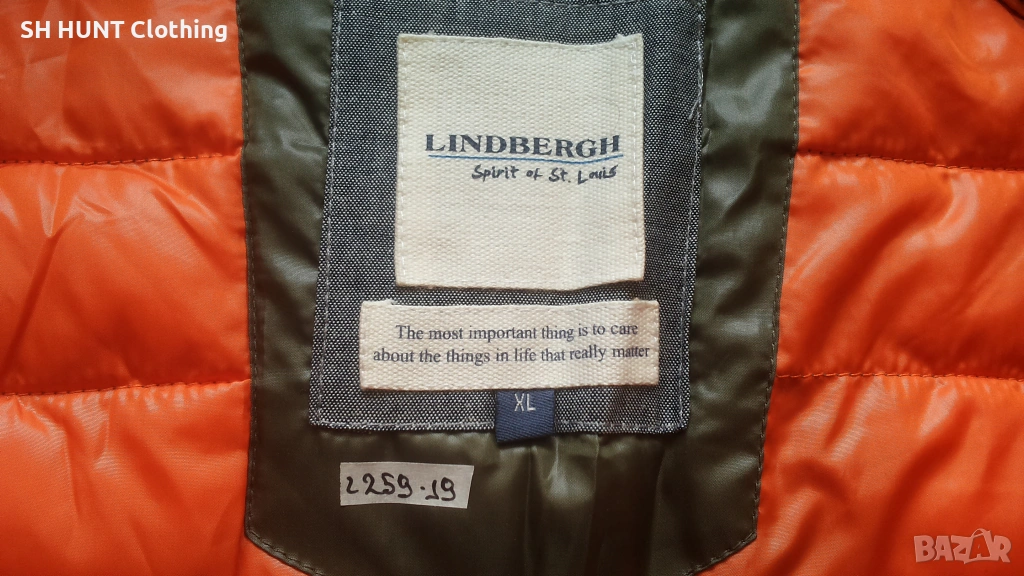 SH HUNT Clothing
LINDBERGH
Spirit of St. Louis
The most important thing is to care
about the things in life that really matter
XL
2259.19
BAZAR